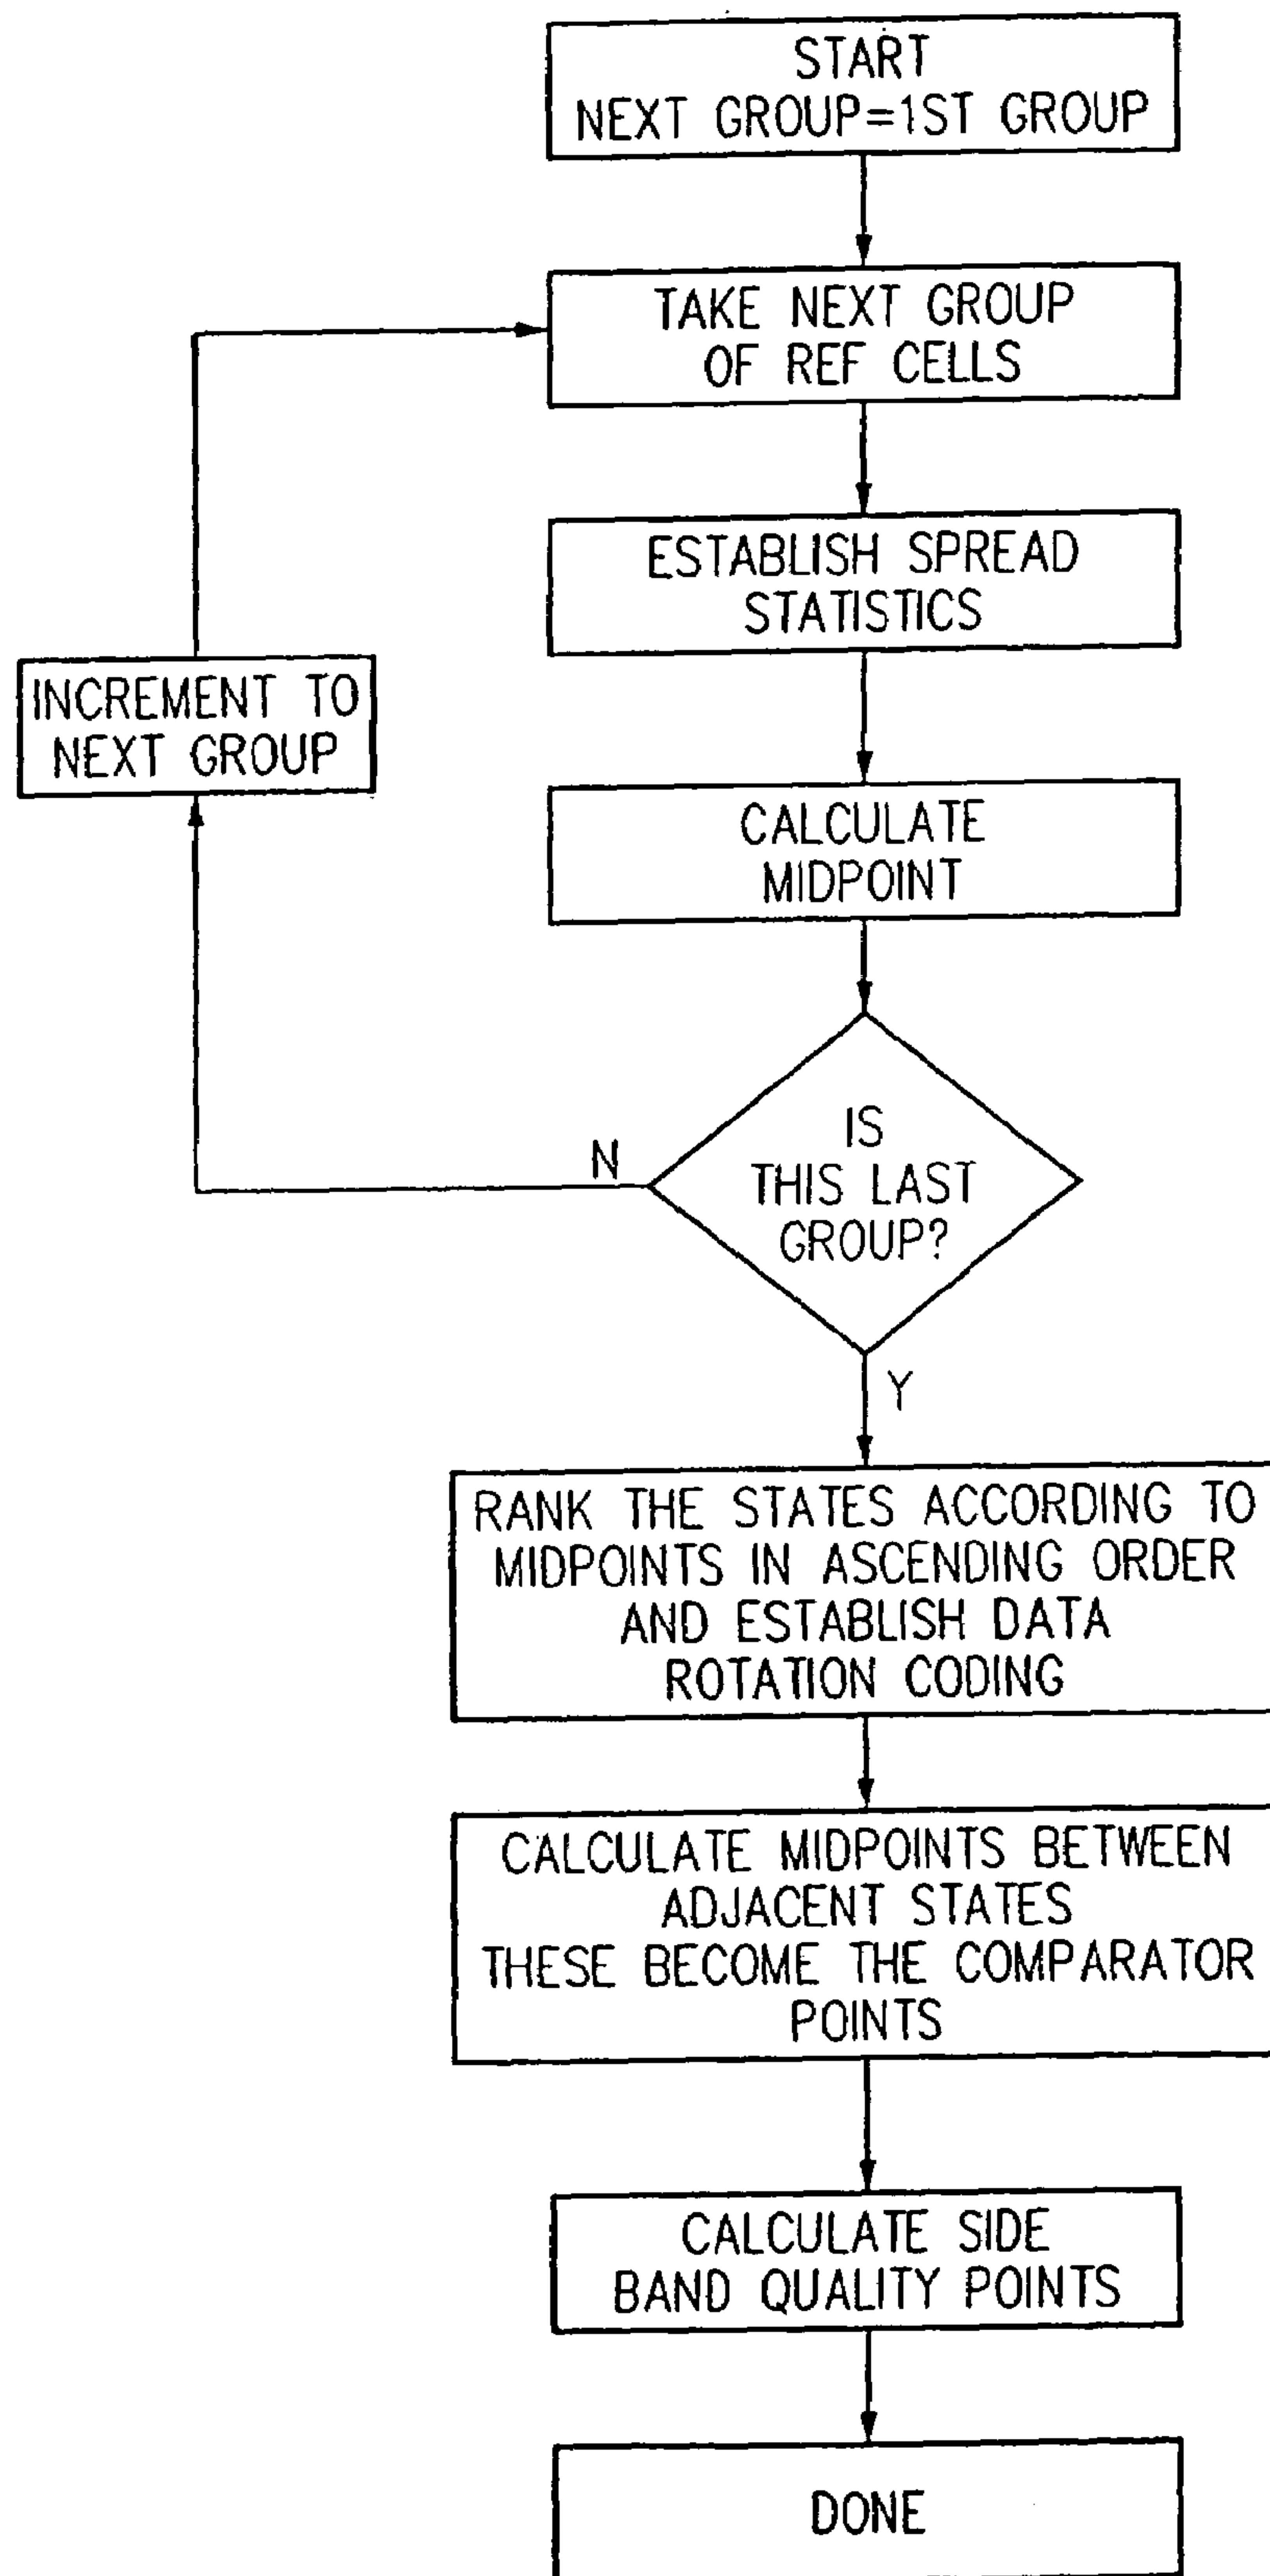 START
NEXT GROUP=1ST GROUP
TAKE NEXT GROUP
OF REF CELLS
ESTABLISH SPREAD
STATISTICS
INCREMENT TO
NEXT GROUP
CALCULATE
MIDPOINT
IS
THIS LAST
GROUP?
N
Y
RANK THE STATES ACCORDING TO
MIDPOINTS IN ASCENDING ORDER
AND ESTABLISH DATA
ROTATION CODING
CALCULATE MIDPOINTS BETWEEN
ADJACENT STATES
THESE BECOME THE COMPARATOR
POINTS
CALCULATE SIDE
BAND QUALITY POINTS
DONE